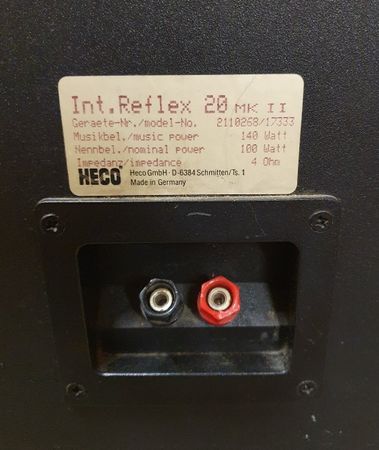 Int.Reflex 20 MK II
Geraete-Nr./model-No. 2110268/17333
Musikbel./music power 140 Watt
Nennbel./nominal power 100 Watt
Impedanz/impedance 4 Ohm
HECO Heco GmbH · D-6384 Schmitten/Ts. 1
Made in Germany